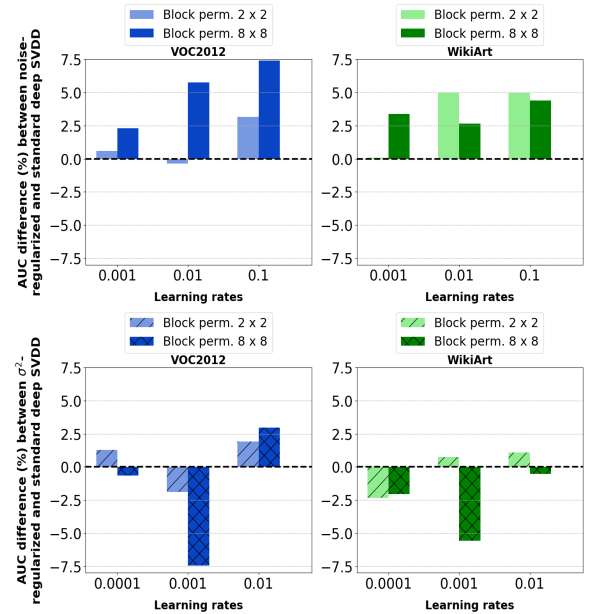 Block perm. 2 x 2
Block perm. 8 x 8
VOC2012
AUC difference (%) between noise-
regularized and standard deep SVDD
7.5
5.0
2.5
0.0
−2.5
−5.0
−7.5
0.001 0.01 0.1
Learning rates
Block perm. 2 x 2
Block perm. 8 x 8
WikiArt
7.5
5.0
2.5
0.0
−2.5
−5.0
−7.5
0.001 0.01 0.1
Learning rates
Block perm. 2 x 2
Block perm. 8 x 8
VOC2012
AUC difference (%) between σ²-
regularized and standard deep SVDD
7.5
5.0
2.5
0.0
−2.5
−5.0
−7.5
0.0001 0.001 0.01
Learning rates
Block perm. 2 x 2
Block perm. 8 x 8
WikiArt
7.5
5.0
2.5
0.0
−2.5
−5.0
−7.5
0.0001 0.001 0.01
Learning rates